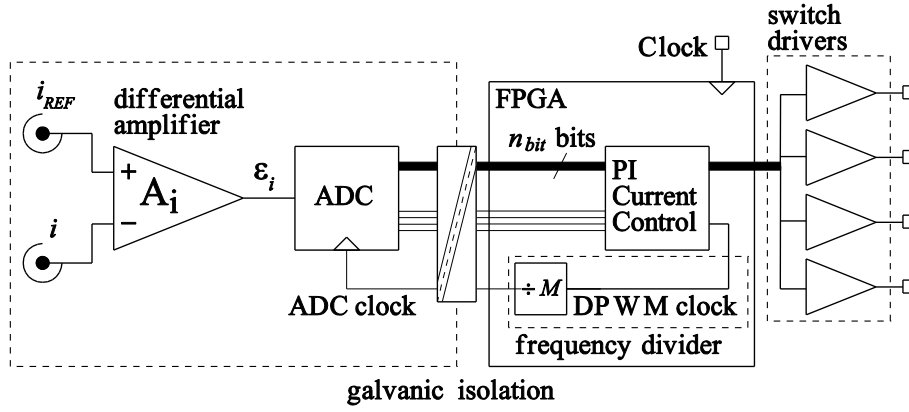 switch
drivers
Clock
i_REF
differential
amplifier
FPGA
n_bit bits
+
A_i
−
ε_i
ADC
PI
Current
Control
i
ADC clock
÷ M
DPWM clock
frequency divider
galvanic isolation